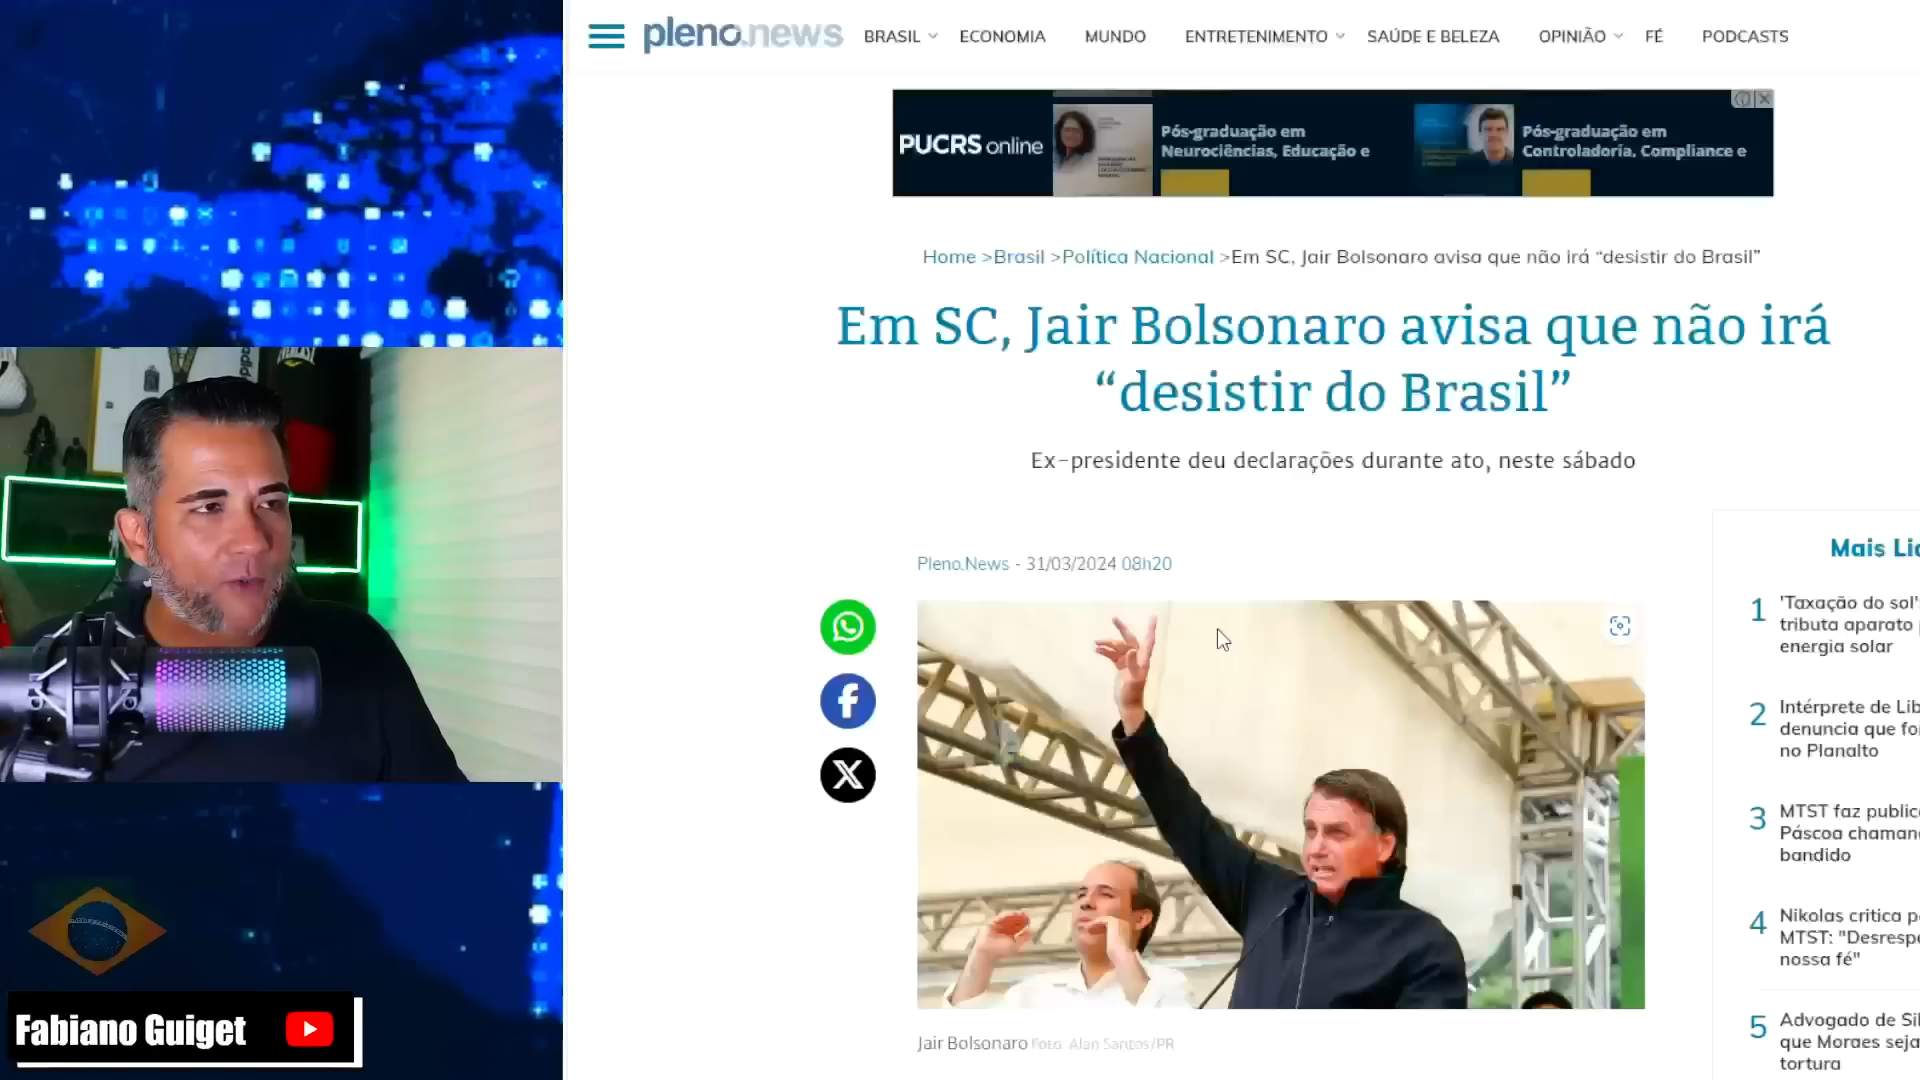 pleno.news
BRASIL
ECONOMIA
MUNDO
ENTRETENIMENTO
SAÚDE E BELEZA
OPINIÃO
FÉ
PODCASTS
PUCRS online
Pós-graduação em
Neurociências, Educação e
Pós-graduação em
Controladoria, Compliance e
Home >Brasil >Política Nacional >Em SC, Jair Bolsonaro avisa que não irá “desistir do Brasil”
Em SC, Jair Bolsonaro avisa que não irá
“desistir do Brasil”
Ex-presidente deu declarações durante ato, neste sábado
Pleno.News - 31/03/2024 08h20
Jair Bolsonaro Foto: Alan Santos/PR
Mais Li
1
'Taxação do sol'
tributa aparato
energia solar
2
Intérprete de Lib
denuncia que fo
no Planalto
3
MTST faz public
Páscoa chaman
bandido
4
Nikolas critica p
MTST: "Desresp
nossa fé"
5
Advogado de Si
que Moraes seja
tortura
EVERLAST
Fabiano Guiget